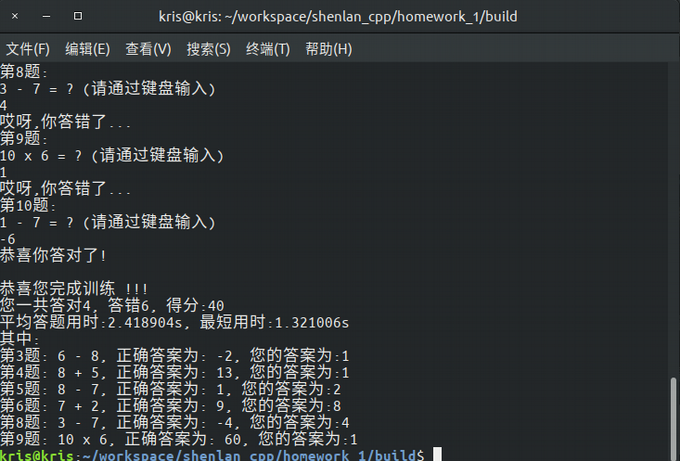 kris@kris: ~/workspace/shenlan_cpp/homework_1/build
文件(F) 编辑(E) 查看(V) 搜索(S) 终端(T) 帮助(H)
第8题:
3 - 7 = ? (请通过键盘输入)
4
哎呀,你答错了...
第9题:
10 x 6 = ? (请通过键盘输入)
1
哎呀,你答错了...
第10题:
1 - 7 = ? (请通过键盘输入)
-6
恭喜你答对了!
恭喜您完成训练 !!!
您一共答对4, 答错6, 得分:40
平均答题用时:2.418904s, 最短用时:1.321006s
其中:
第3题: 6 - 8, 正确答案为: -2, 您的答案为:1
第4题: 8 + 5, 正确答案为: 13, 您的答案为:1
第5题: 8 - 7, 正确答案为: 1, 您的答案为:2
第6题: 7 + 2, 正确答案为: 9, 您的答案为:8
第8题: 3 - 7, 正确答案为: -4, 您的答案为:4
第9题: 10 x 6, 正确答案为: 60, 您的答案为:1
kris@kris:~/workspace/shenlan_cpp/homework_1/build$